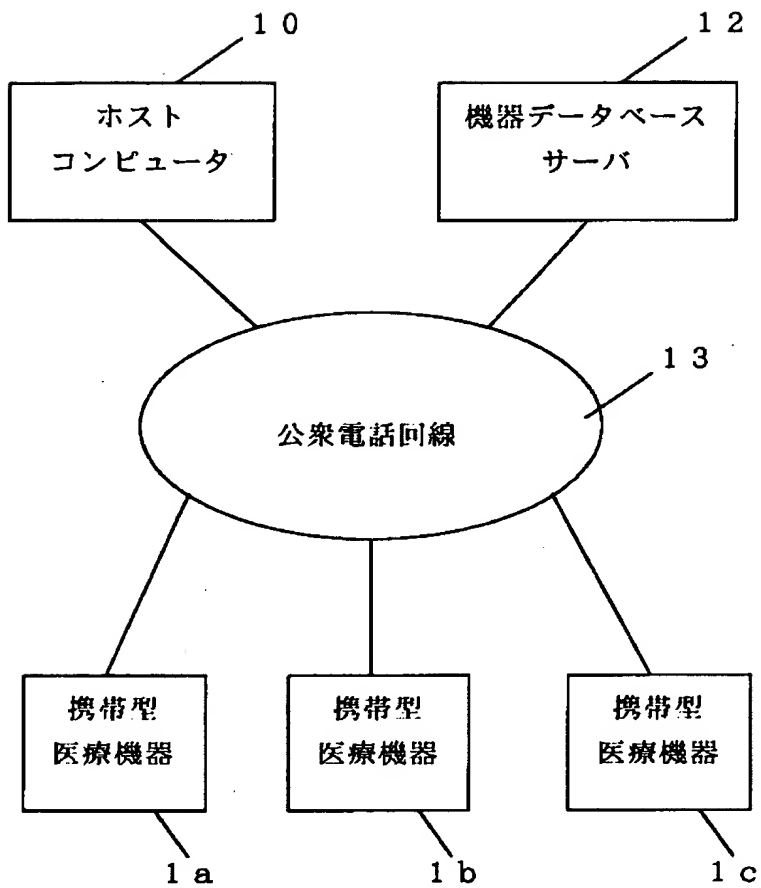 10
12
ホスト
コンピュータ
機器データベース
サーバ
13
公衆電話回線
携帯型
医療機器
携帯型
医療機器
携帯型
医療機器
1a
1b
1c